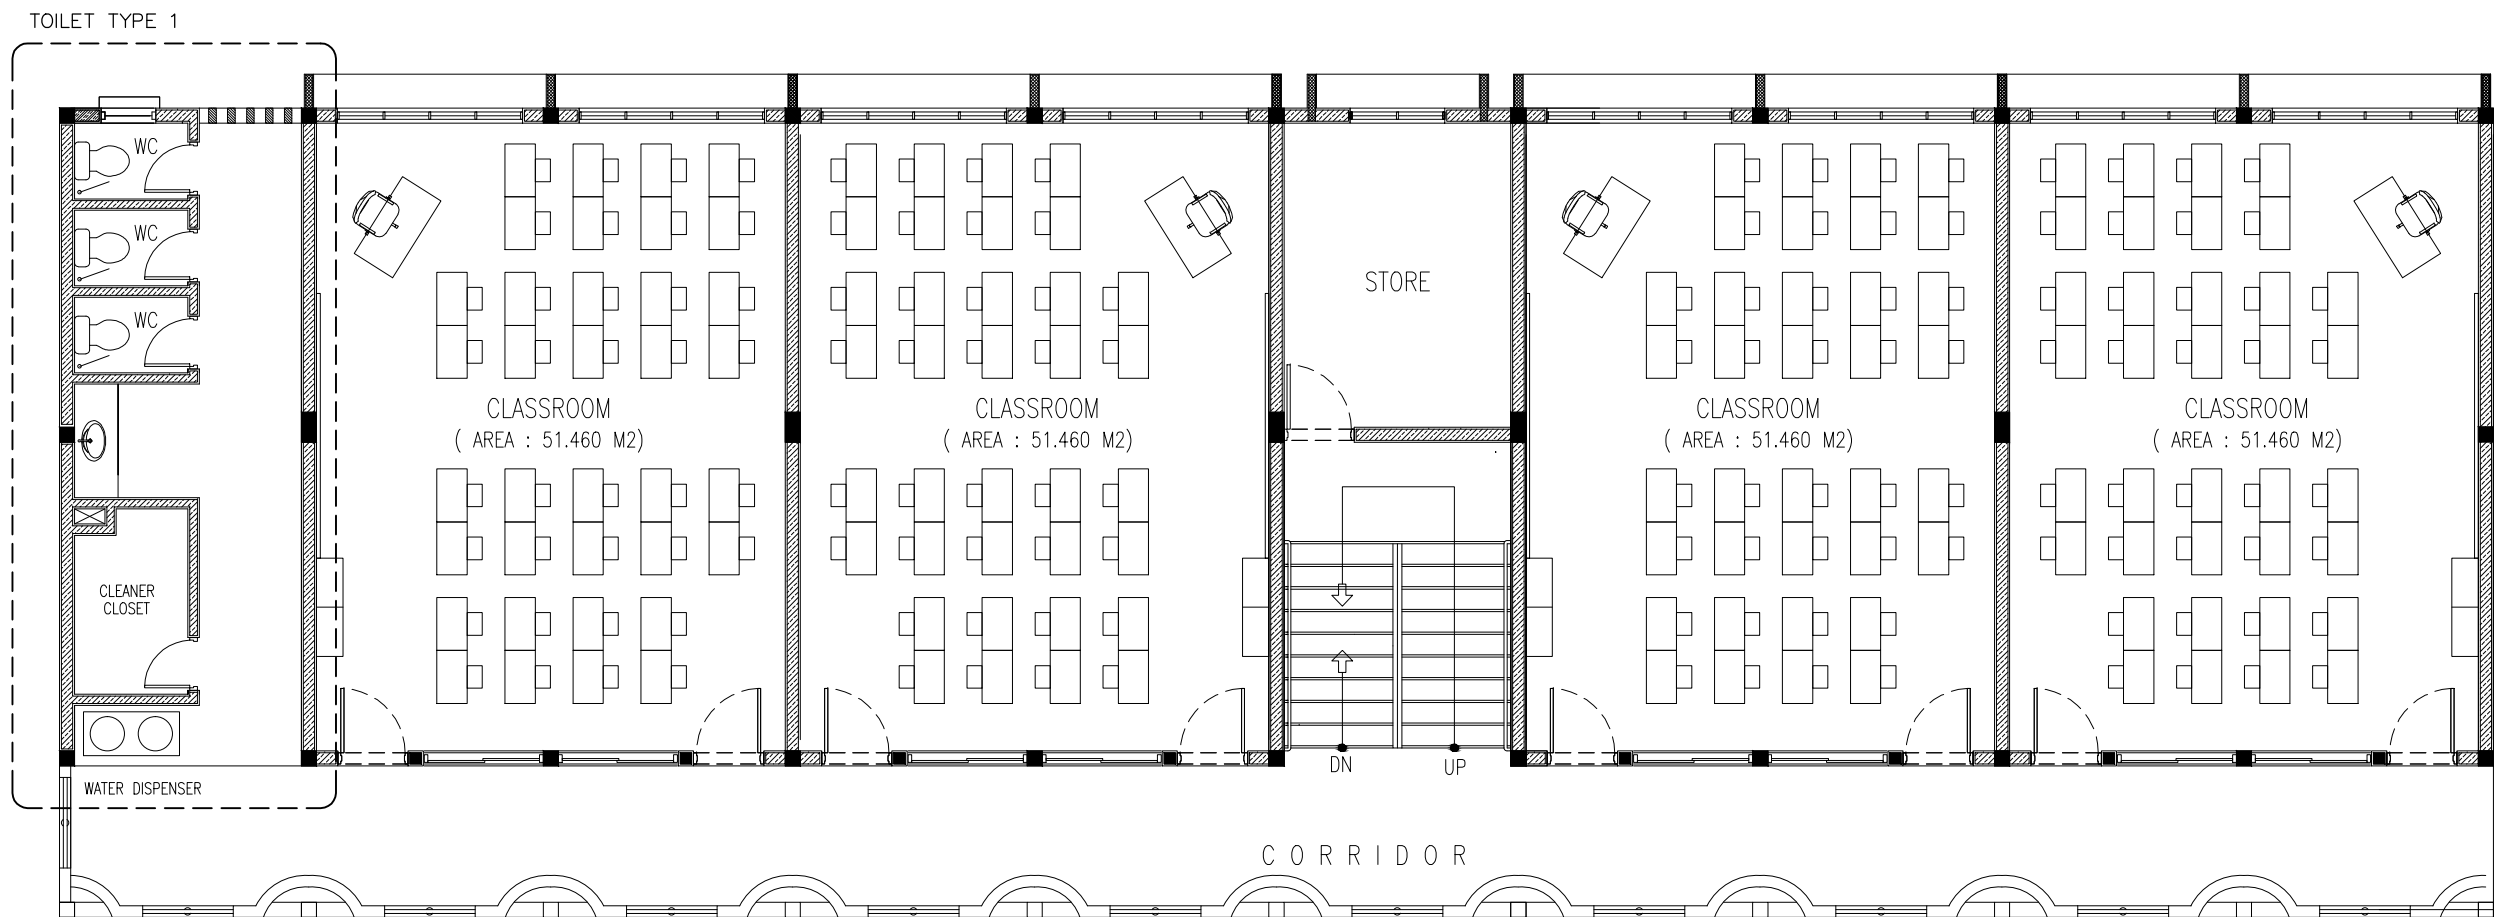 TOILET TYPE 1
WC
WC
WC
STORE
CLASSROOM
( AREA : 51.460 M2)
CLASSROOM
( AREA : 51.460 M2)
CLASSROOM
( AREA : 51.460 M2)
CLASSROOM
( AREA : 51.460 M2)
CLEANER
CLOSET
DN
UP
WATER DISPENSER
CORRIDOR